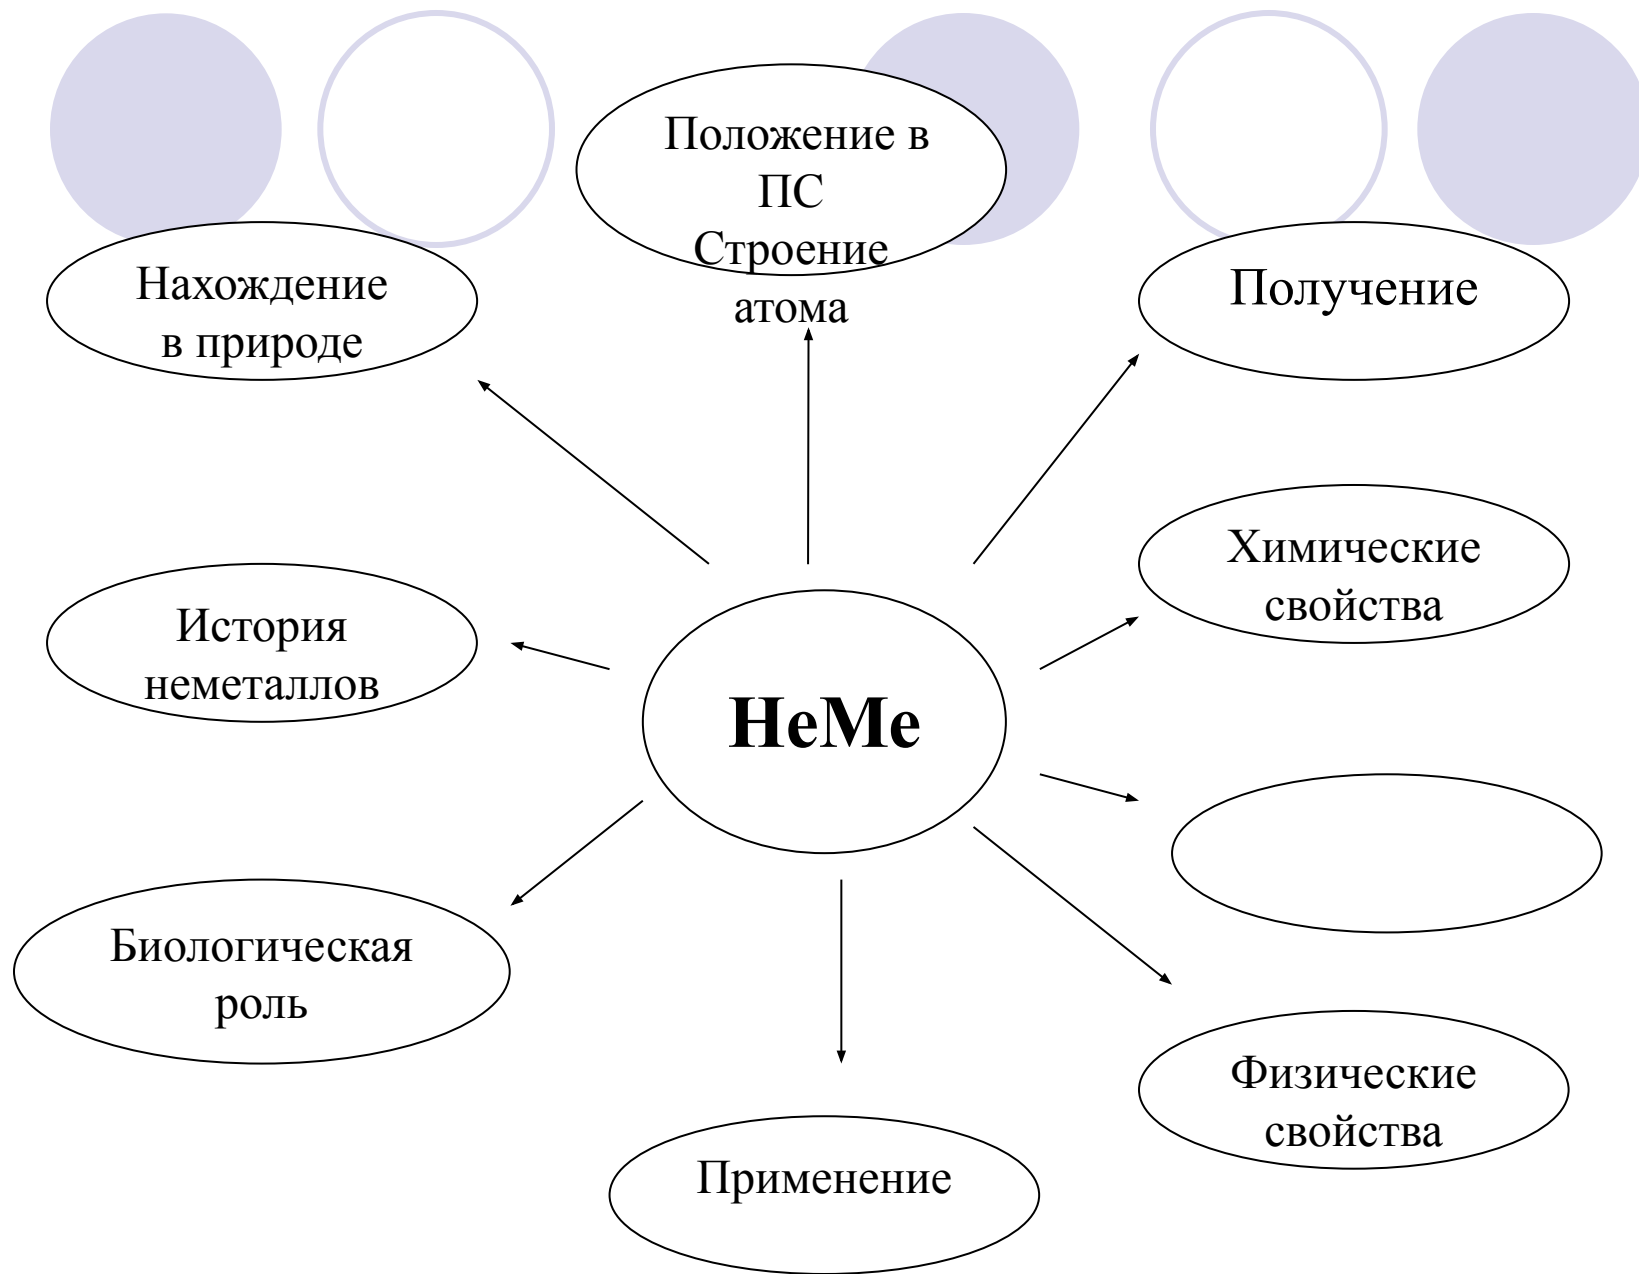 Положение в
ПС
Строение
атома
Нахождение
в природе
Получение
Химические
свойства
История
неметаллов
НеМе
Биологическая
роль
Физические
свойства
Применение